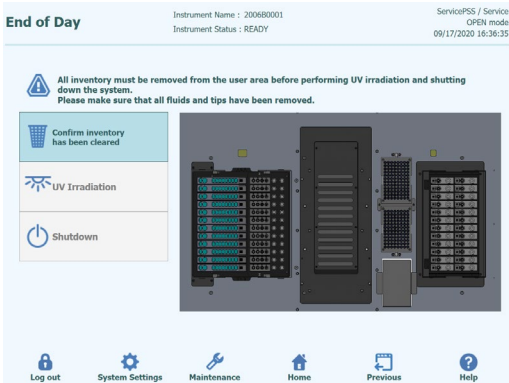 End of Day
Instrument Name : 2006B0001
Instrument Status : READY
ServicePSS / Service
OPEN mode
09/17/2020 16:36:35
All inventory must be removed from the user area before performing UV irradiation and shutting
down the system.
Please make sure that all fluids and tips have been removed.
Confirm inventory
has been cleared
UV Irradiation
Shutdown
Log out
System Settings
Maintenance
Home
Previous
Help